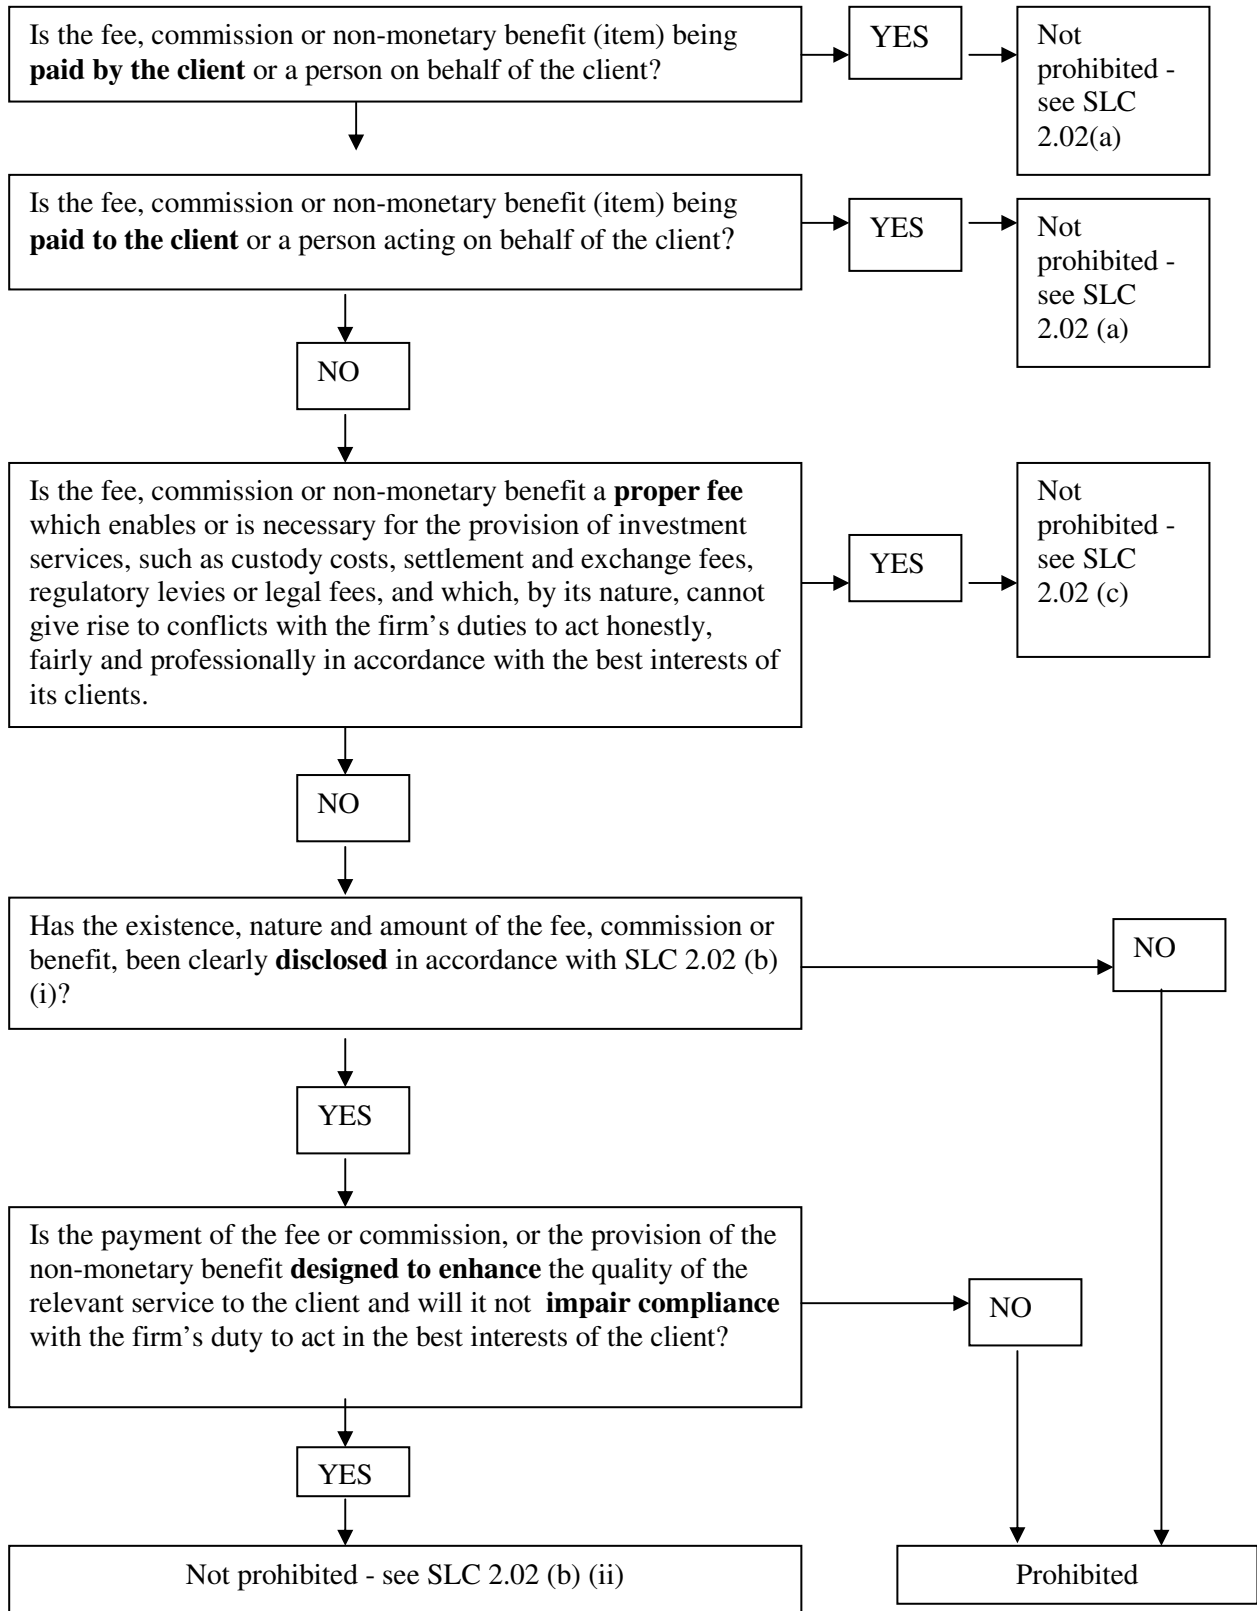 Is the fee, commission or non-monetary benefit (item) being
paid by the client or a person on behalf of the client?
YES
Not
prohibited -
see SLC
2.02(a)
Is the fee, commission or non-monetary benefit (item) being
paid to the client or a person acting on behalf of the client?
YES
Not
prohibited -
see SLC
2.02 (a)
NO
Is the fee, commission or non-monetary benefit a proper fee
which enables or is necessary for the provision of investment
services, such as custody costs, settlement and exchange fees,
regulatory levies or legal fees, and which, by its nature, cannot
give rise to conflicts with the firm's duties to act honestly,
fairly and professionally in accordance with the best interests of
its clients.
YES
Not
prohibited -
see SLC
2.02 (c)
NO
Has the existence, nature and amount of the fee, commission or
benefit, been clearly disclosed in accordance with SLC 2.02 (b)
(i)?
NO
YES
Is the payment of the fee or commission, or the provision of the
non-monetary benefit designed to enhance the quality of the
relevant service to the client and will it not impair compliance
with the firm's duty to act in the best interests of the client?
NO
YES
Not prohibited - see SLC 2.02 (b) (ii)
Prohibited